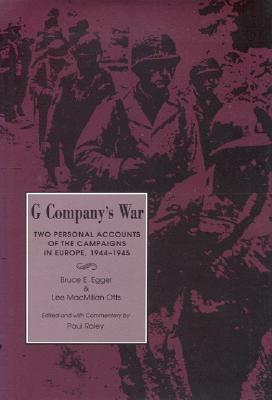 G Company's War
TWO PERSONAL ACCOUNTS
OF THE CAMPAIGNS
IN EUROPE, 1944–1945
Bruce E. Egger
&
Lee MacMillan Otts
Edited and with Commentary by
Paul Roley